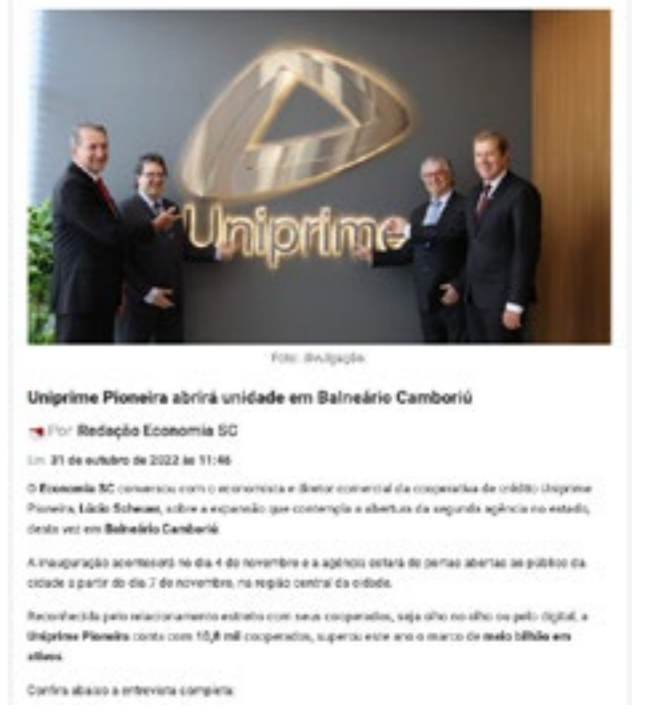 Uniprime
Foto: divulgação.
Uniprime Pioneira abrirá unidade em Balneário Camboriú
Por Redação Economia SC
Em 31 de outubro de 2022 às 11:46
O Economia SC conversou com o economista e diretor comercial da cooperativa de crédito Uniprime
Pioneira, Lúcio Scheuer, sobre a expansão que contempla a abertura da segunda agência no estado,
desta vez em Balneário Camboriú.
A inauguração acontecerá no dia 4 de novembro e a agência estará de portas abertas ao público da
cidade a partir do dia 7 de novembro, na região central da cidade.
Reconhecida pelo relacionamento estreito com seus cooperados, seja olho no olho ou pelo digital, a
Uniprime Pioneira conta com 10,8 mil cooperados, superou este ano o marco de meio bilhão em
ativos.
Confira abaixo a entrevista completa: